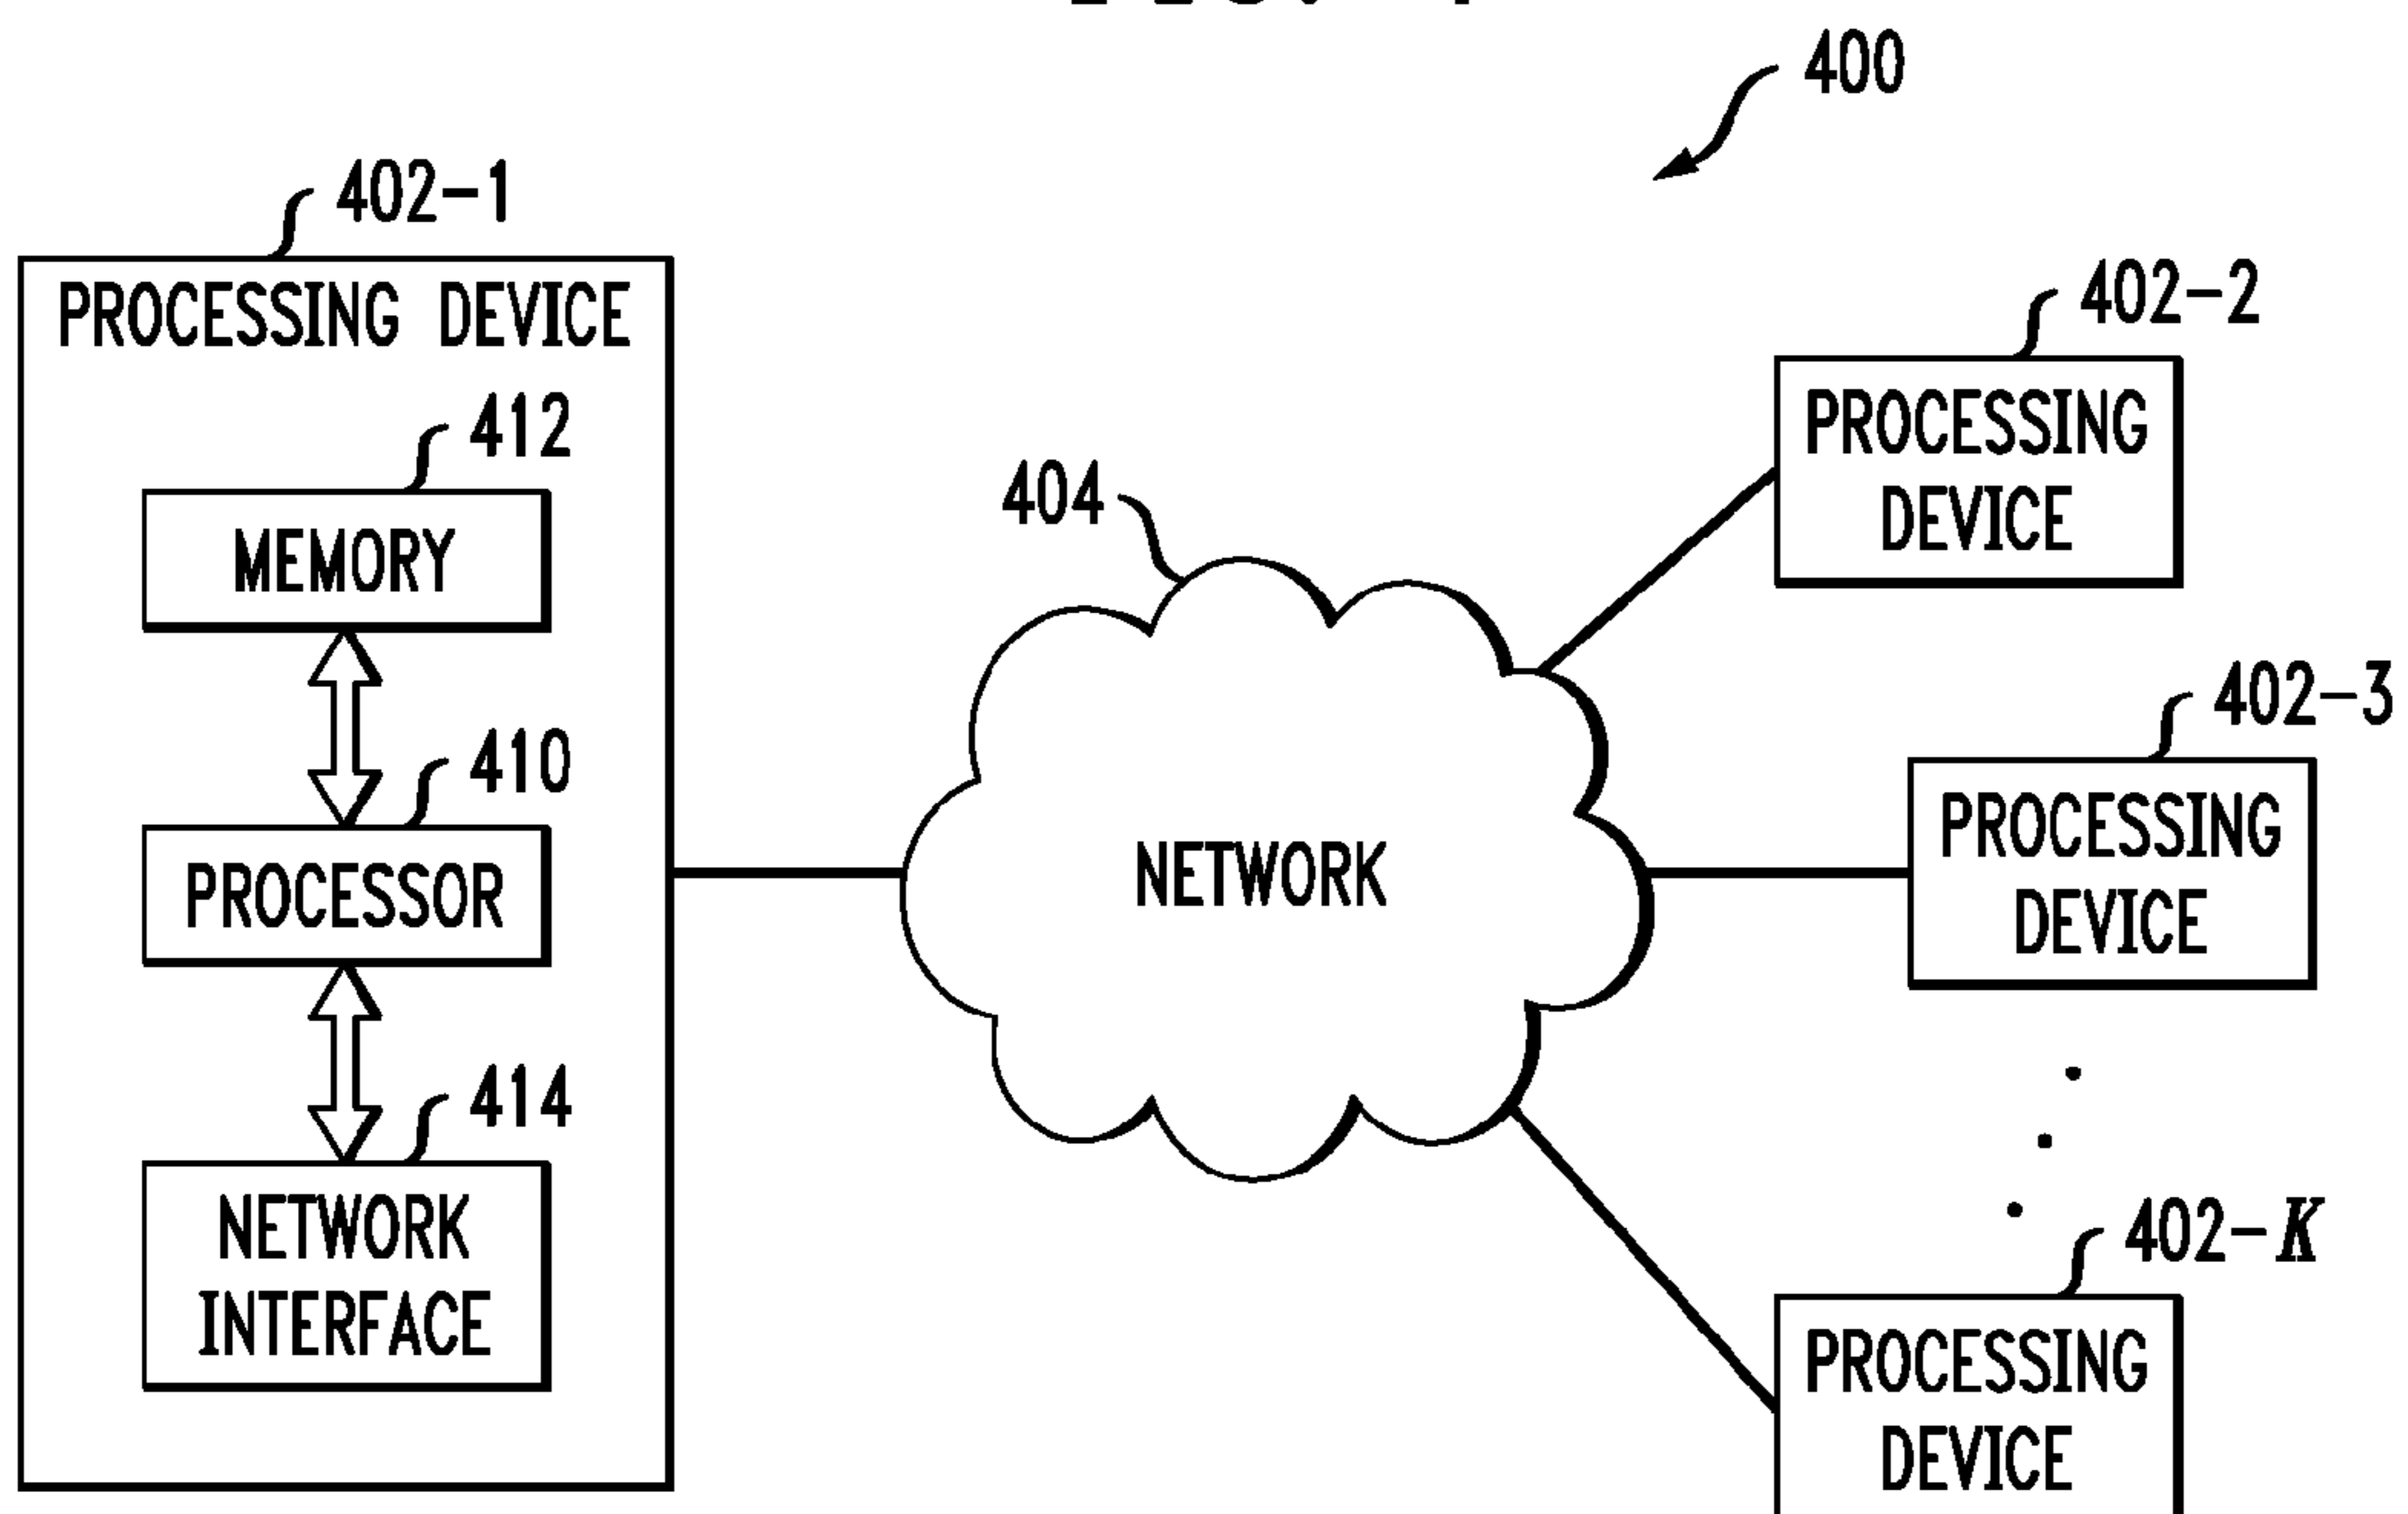 400
402-1
PROCESSING DEVICE
412
MEMORY
410
PROCESSOR
414
NETWORK
INTERFACE
404
NETWORK
402-2
PROCESSING
DEVICE
402-3
PROCESSING
DEVICE
402-K
PROCESSING
DEVICE